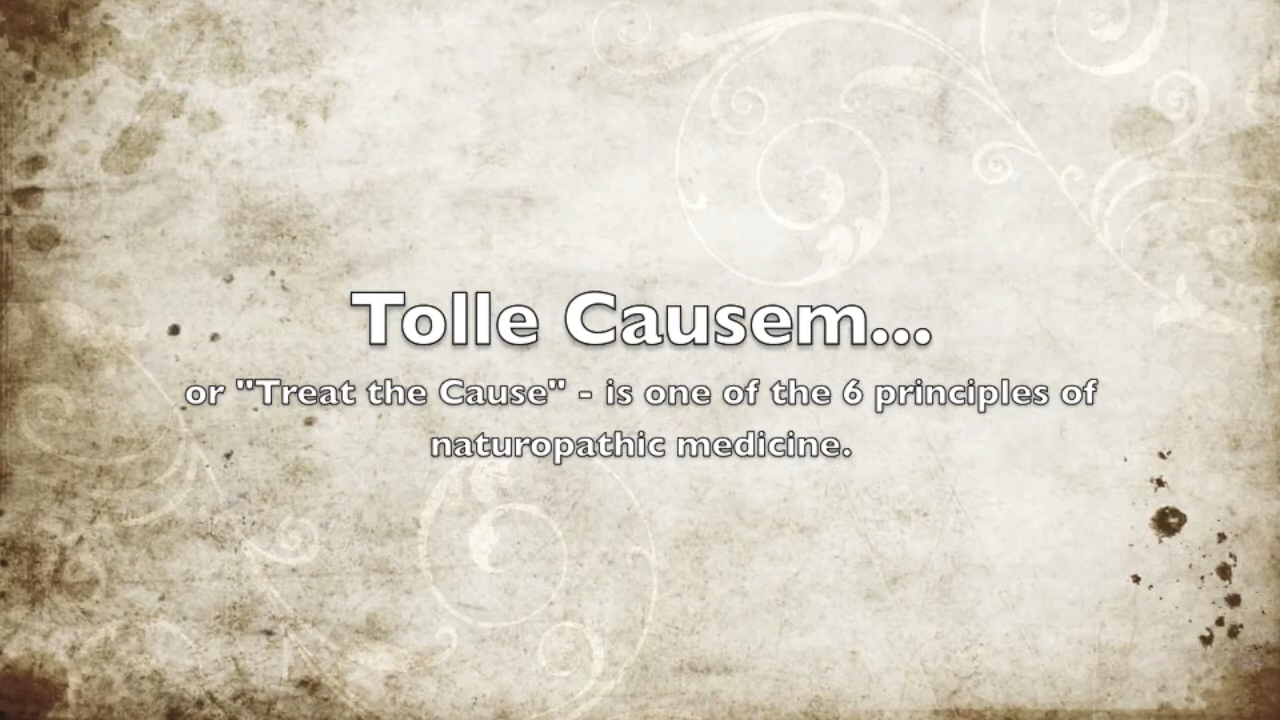 Tolle Causem...
or "Treat the Cause" - is one of the 6 principles of
naturopathic medicine.